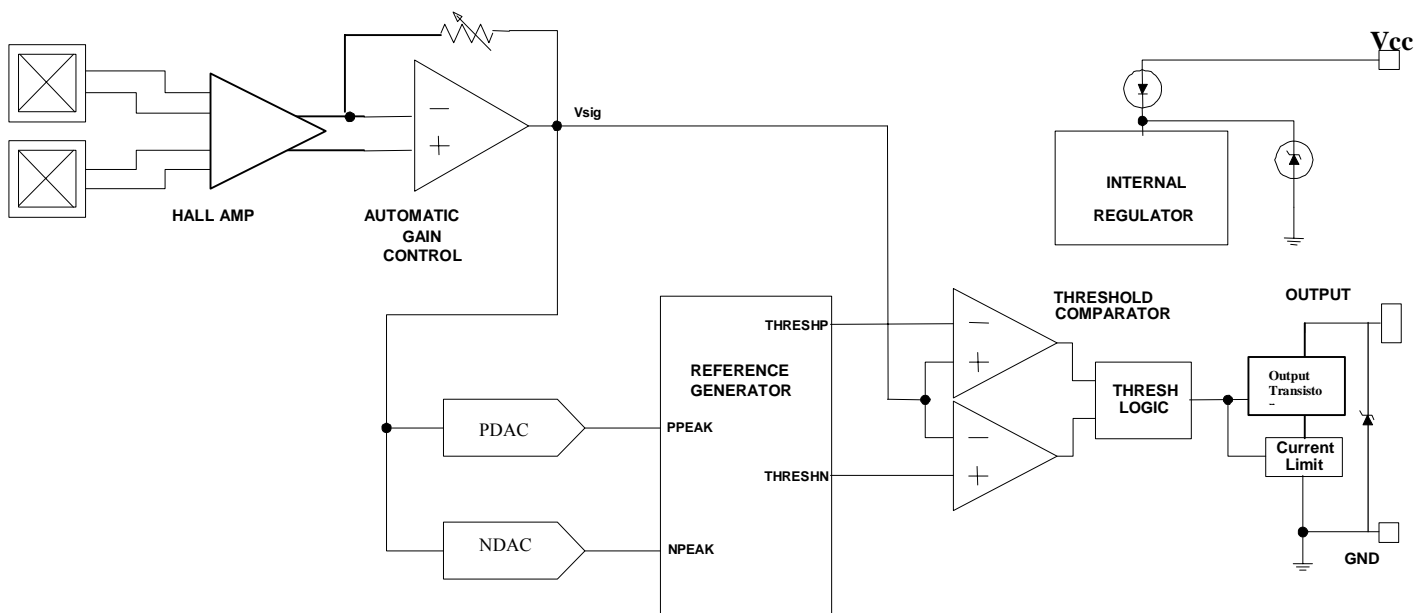 Vcc
Vsig
HALL AMP
AUTOMATIC
GAIN
CONTROL
INTERNAL
REGULATOR
THRESHOLD
COMPARATOR
OUTPUT
THRESHP
REFERENCE
GENERATOR
Output
Transisto
THRESH
LOGIC
PDAC
PPEAK
Current
Limit
THRESHN
NDAC
NPEAK
GND